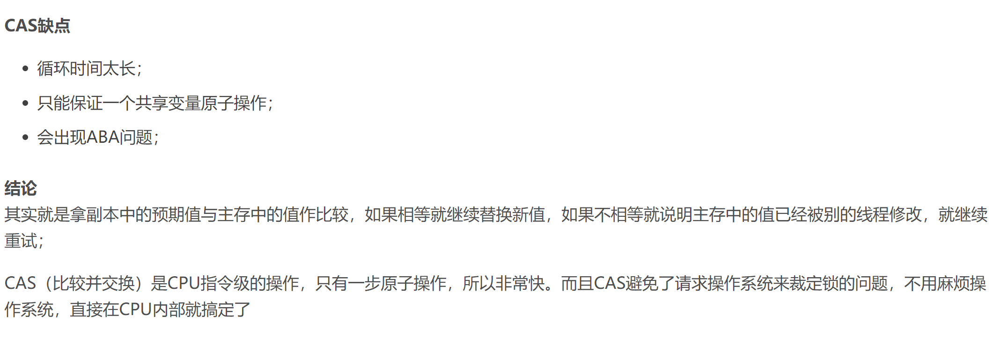 CAS缺点
循环时间太长；
只能保证一个共享变量原子操作；
会出现ABA问题；
结论
其实就是拿副本中的预期值与主存中的值作比较，如果相等就继续替换新值，如果不相等就说明主存中的值已经被别的线程修改，就继续
重试；
CAS（比较并交换）是CPU指令级的操作，只有一步原子操作，所以非常快。而且CAS避免了请求操作系统来裁定锁的问题，不用麻烦操
作系统，直接在CPU内部就搞定了